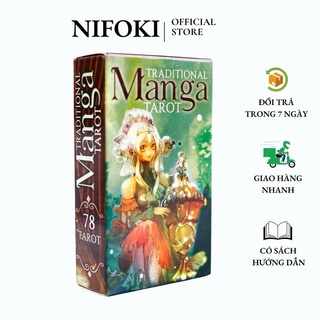 NIFOKI
OFFICIAL
STORE
TRADITIONAL
Manga
TAROT
TRADITIONAL
Manga
78
TAROT
ĐỔI TRẢ
TRONG 7 NGÀY
GIAO HÀNG
NHANH
CÓ SÁCH
HƯỚNG DẪN